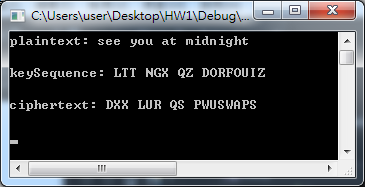 C:\Users\user\Desktop\HW1\Debug\...
plaintext: see you at midnight
keySequence: LTT NGX QZ DORFOUIZ
ciphertext: DXX LUR QS PWUSWAPS